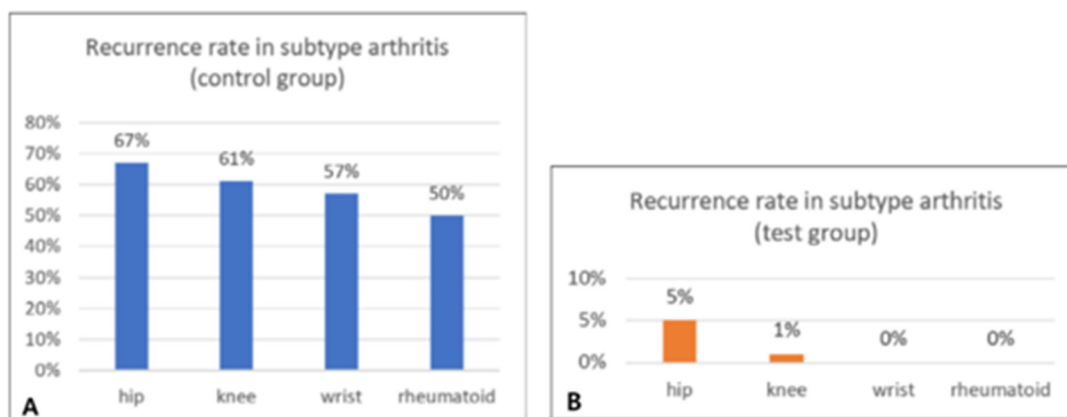 Recurrence rate in subtype arthritis
(control group)
80%
70%
60%
50%
40%
30%
20%
10%
0%
67%
61%
57%
50%
hip knee wrist rheumatoid
A
Recurrence rate in subtype arthritis
(test group)
10%
5%
0%
5%
1%
0%
0%
hip knee wrist rheumatoid
B